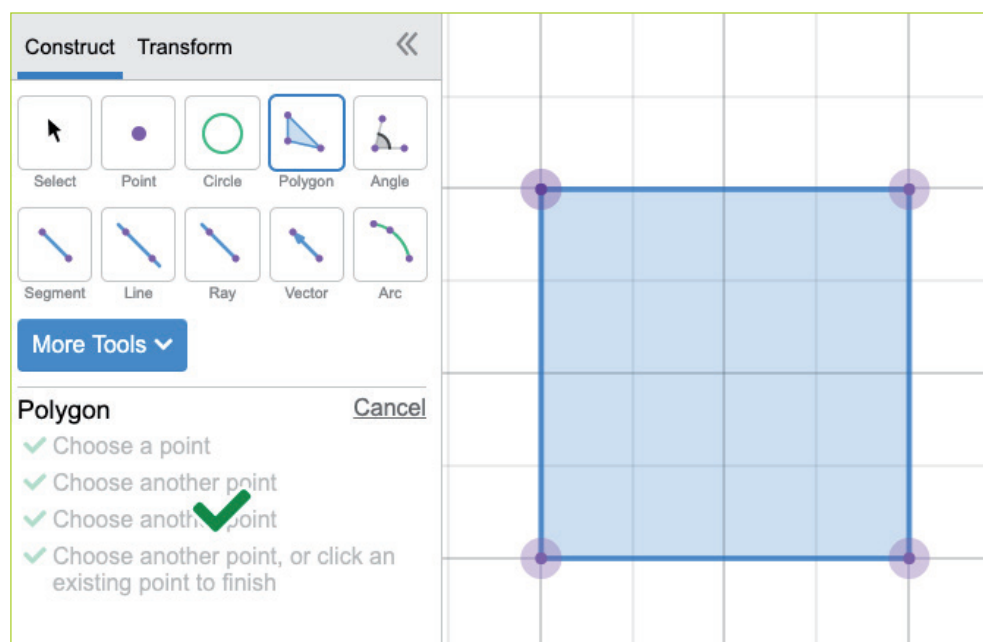 Construct Transform
Select Point Circle Polygon Angle
Segment Line Ray Vector Arc
More Tools
Polygon Cancel
Choose a point
Choose another point
Choose another point
Choose another point, or click an
existing point to finish